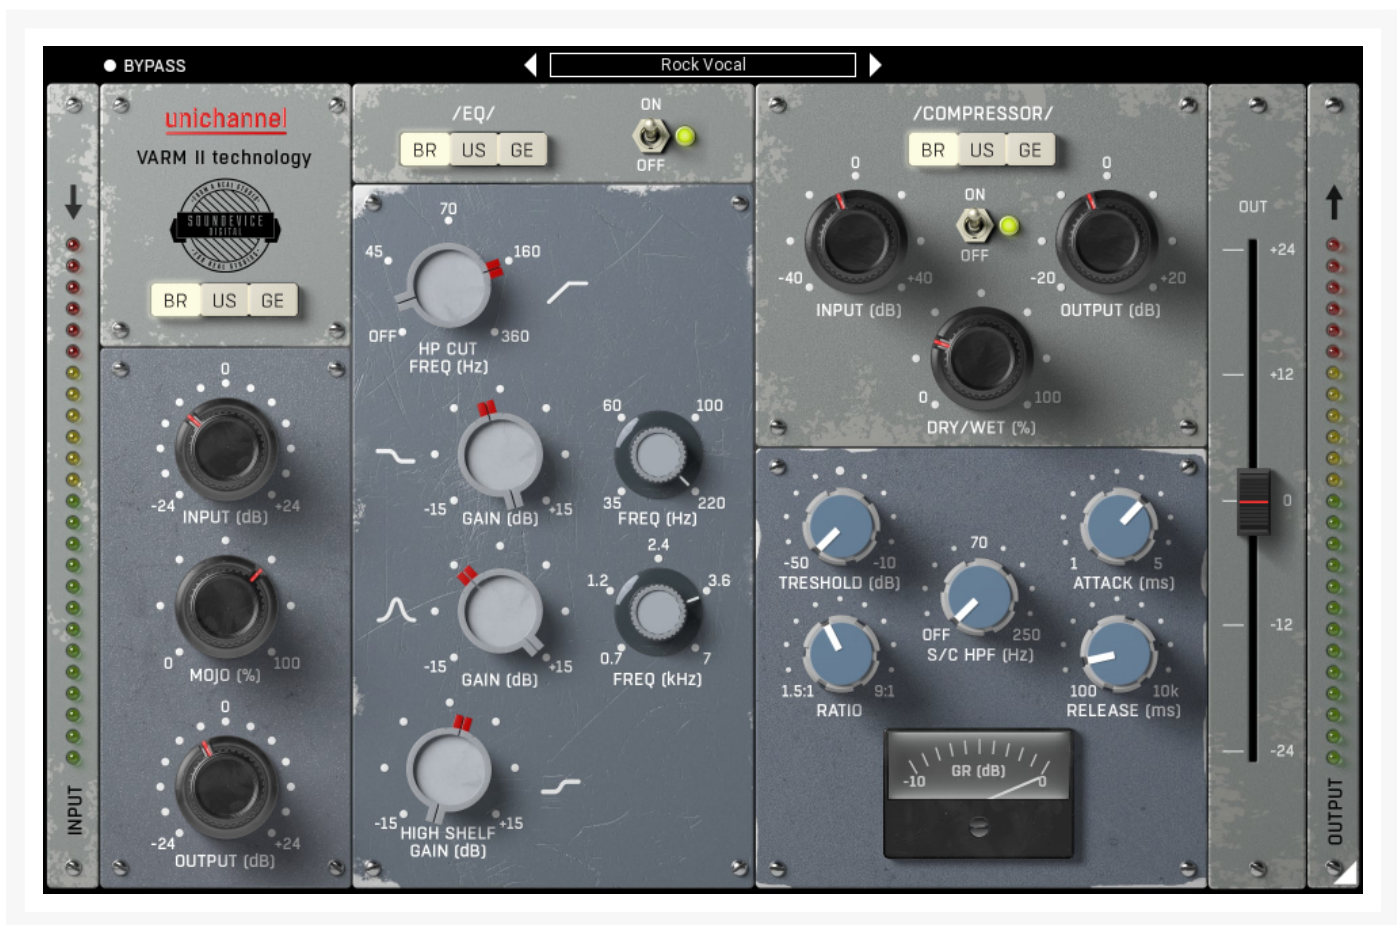 BYPASS
Rock Vocal
unichannel
VARM II technology
VARM & REAL STUDIO
SOUNDEVICE
DIGITAL
FOR REAL STUDIOS
BR US GE
INPUT
0
-24 +24
INPUT (dB)
0 100
MOJO (%)
0
-24 +24
OUTPUT (dB)
/EQ/
BR US GE
ON
OFF
70
45 160
OFF 360
HP CUT
FREQ (Hz)
-15 +15
GAIN (dB)
60 100
35 220
FREQ (Hz)
-15 +15
GAIN (dB)
2.4
1.2 3.6
0.7 7
FREQ (kHz)
-15 +15
HIGH SHELF
GAIN (dB)
/COMPRESSOR/
BR US GE
0
-40 +40
INPUT (dB)
ON
OFF
0
-20 +20
OUTPUT (dB)
0 100
DRY/WET (%)
-50 -10
TRESHOLD (dB)
1 5
ATTACK (ms)
70
OFF 250
S/C HPF (Hz)
1.5:1 9:1
RATIO
100 10k
RELEASE (ms)
GR (dB)
-10 0
OUT
+24
+12
0
-12
-24
OUTPUT